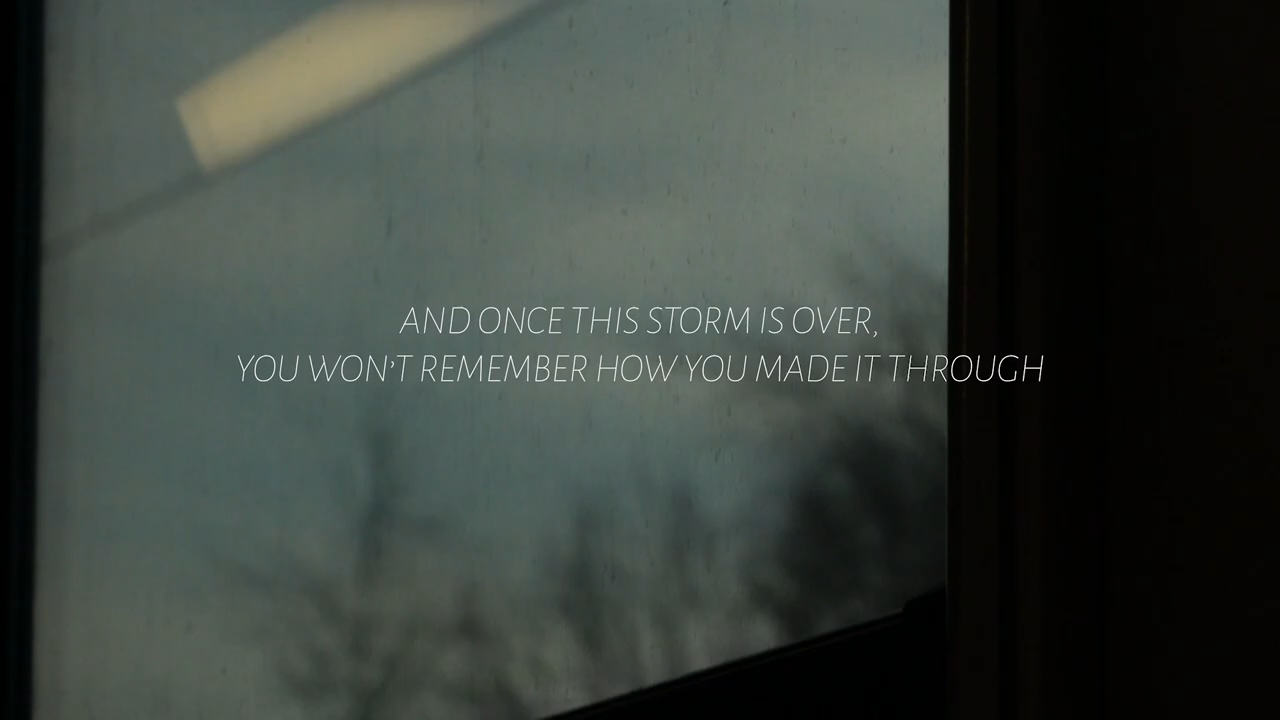 AND ONCE THIS STORM IS OVER,
YOU WON'T REMEMBER HOW YOU MADE IT THROUGH